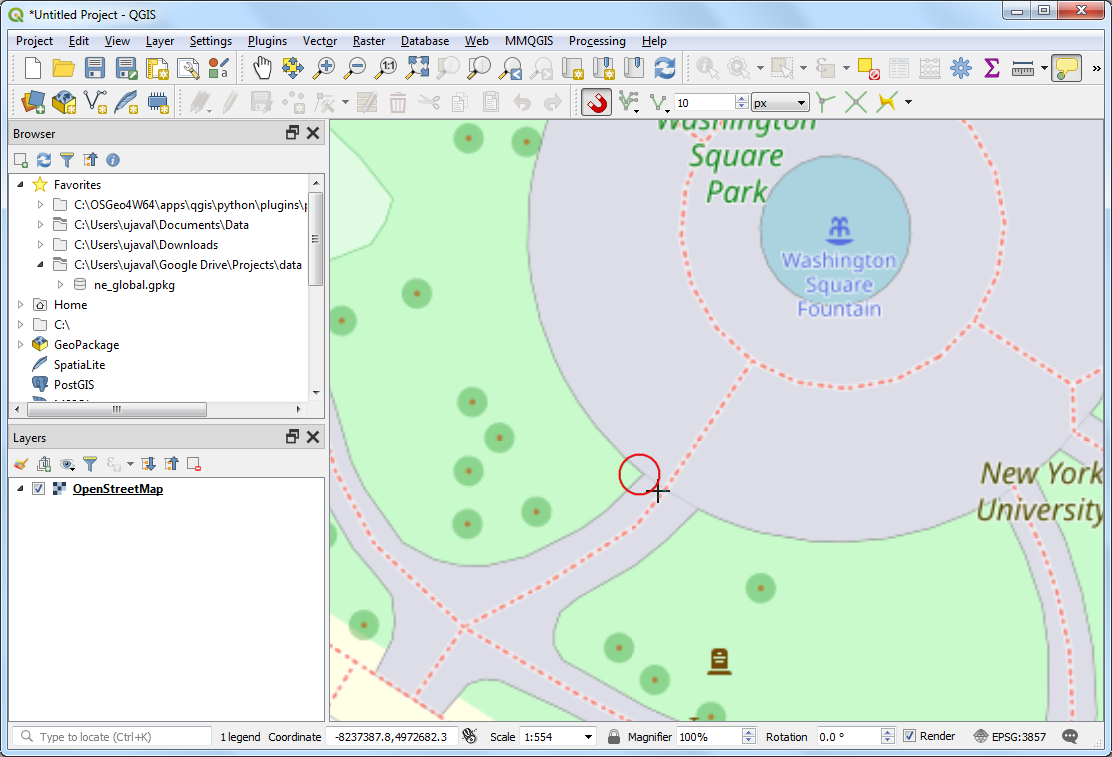 *Untitled Project - QGIS
Project Edit View Layer Settings Plugins Vector Raster Database Web MMQGIS Processing Help
1:1
»
10 px
Browser
Favorites
C:\OSGeo4W64\apps\qgis\python\plugins\
C:\Users\ujaval\Documents\Data
C:\Users\ujaval\Downloads
C:\Users\ujaval\Google Drive\Projects\data
ne_global.gpkg
Home
C:\
GeoPackage
SpatiaLite
PostGIS
Layers
OpenStreetMap
Washington
Square
Park
Washington
Square
Fountain
New York
University
Type to locate (Ctrl+K) 1 legend Coordinate -8237387.8,4972682.3 Scale 1:554 Magnifier 100% Rotation 0.0 ° Render EPSG:3857